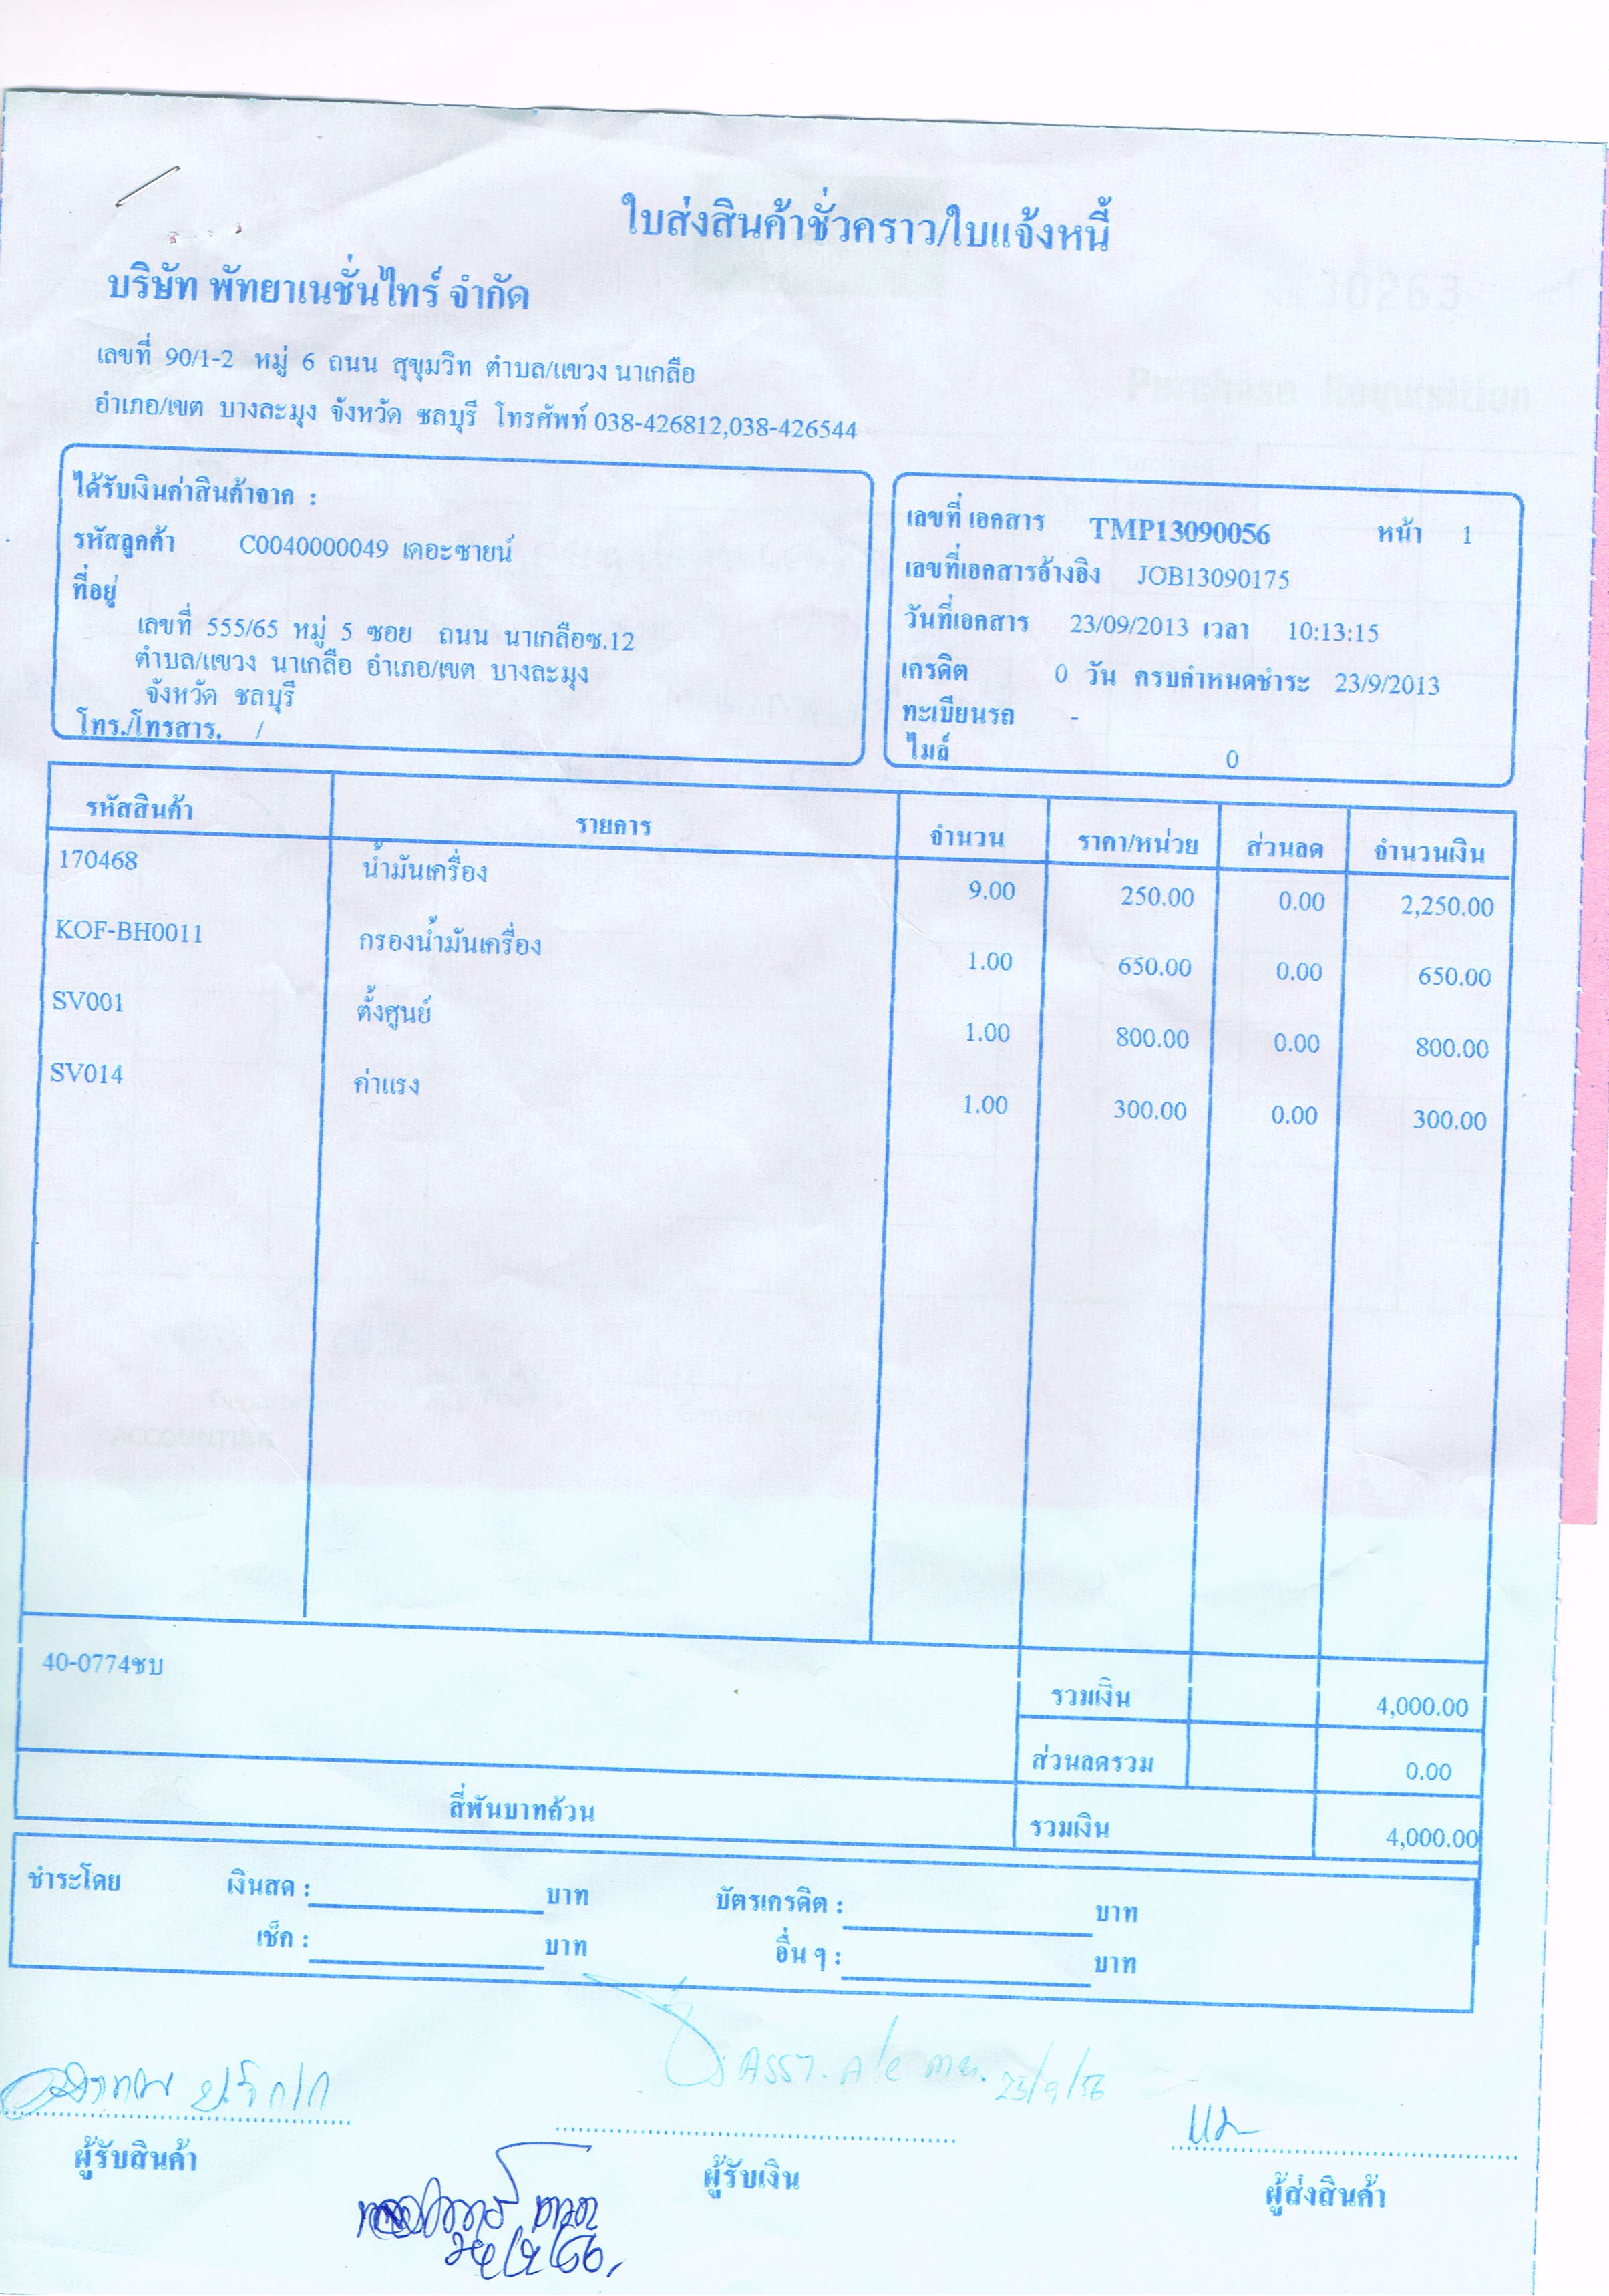 ใบส่งสินค้าชั่วคราว/ใบแจ้งหนี้
บริษัท พัทยาเนชั่นไทร์ จำกัด
เลขที่ 90/1-2 หมู่ 6 ถนน สุขุมวิท ตำบล/แขวง นาเกลือ
อำเภอ/เขต บางละมุง จังหวัด ชลบุรี โทรศัพท์ 038-426812,038-426544
ได้รับเงินค่าสินค้าจาก :
รหัสลูกค้า C0040000049 เดอะซายน์
ที่อยู่
เลขที่ 555/65 หมู่ 5 ซอย ถนน นาเกลือซ.12
ตำบล/แขวง นาเกลือ อำเภอ/เขต บางละมุง
จังหวัด ชลบุรี
โทร./โทรสาร. /
เลขที่ เอกสาร TMP13090056 หน้า 1
เลขที่เอกสารอ้างอิง JOB13090175
วันที่เอกสาร 23/09/2013 เวลา 10:13:15
เครดิต 0 วัน ครบกำหนดชำระ 23/9/2013
ทะเบียนรถ -
ไมล์ 0
รหัสสินค้า รายการ จำนวน ราคา/หน่วย ส่วนลด จำนวนเงิน
170468 น้ำมันเครื่อง 9.00 250.00 0.00 2,250.00
KOF-BH0011 กรองน้ำมันเครื่อง 1.00 650.00 0.00 650.00
SV001 ตั้งศูนย์ 1.00 800.00 0.00 800.00
SV014 ค่าแรง 1.00 300.00 0.00 300.00
40-0774ชบ
รวมเงิน 4,000.00
ส่วนลดรวม 0.00
สี่พันบาทถ้วน รวมเงิน 4,000.00
ชำระโดย เงินสด : บาท บัตรเครดิต : บาท
เช็ค : บาท อื่น ๆ : บาท
23/9/56
ผู้รับสินค้า ผู้รับเงิน ผู้ส่งสินค้า